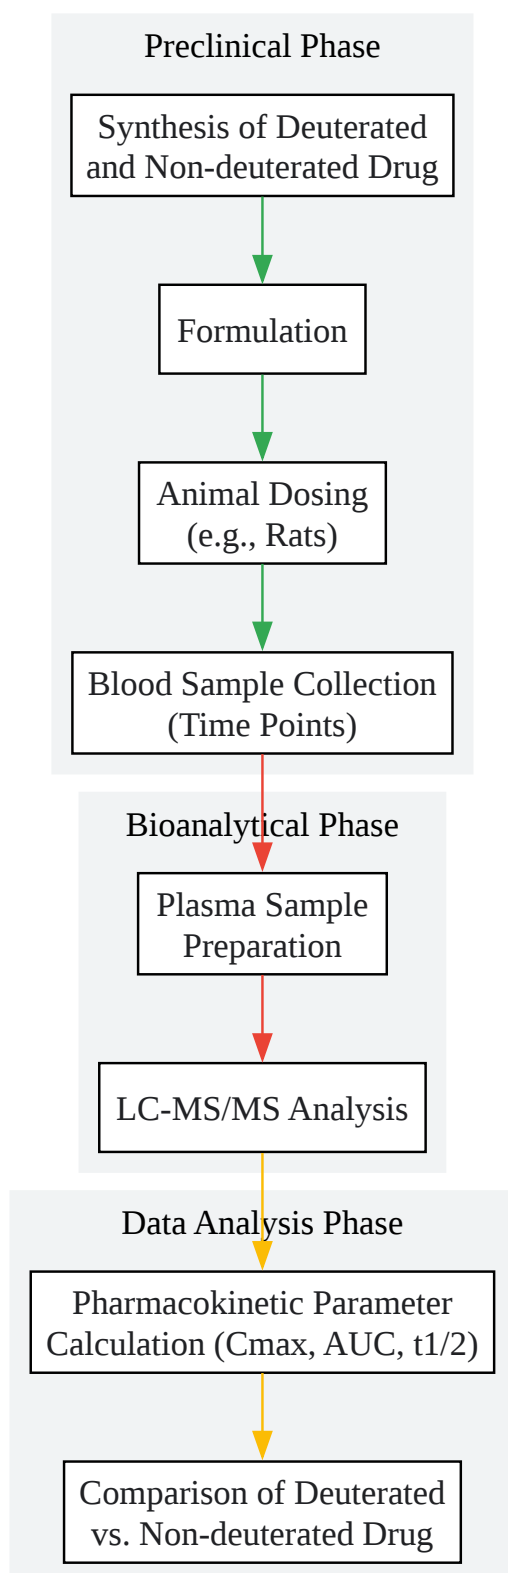 Preclinical Phase
Synthesis of Deuterated
and Non-deuterated Drug
Formulation
Animal Dosing
(e.g., Rats)
Blood Sample Collection
(Time Points)
Bioanalytical Phase
Plasma Sample
Preparation
LC-MS/MS Analysis
Data Analysis Phase
Pharmacokinetic Parameter
Calculation (Cmax, AUC, t1/2)
Comparison of Deuterated
vs. Non-deuterated Drug